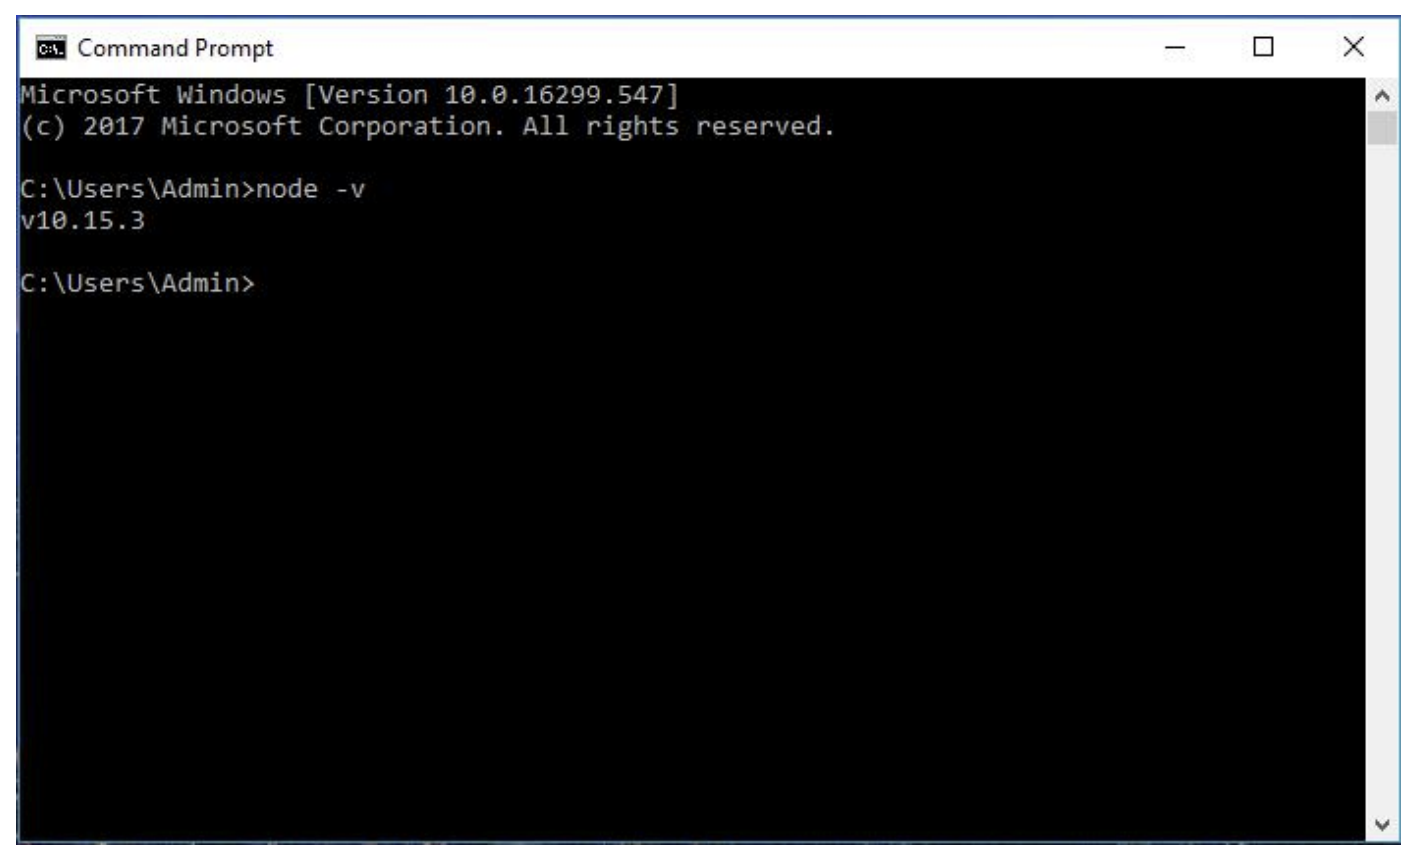 Command Prompt
Microsoft Windows [Version 10.0.16299.547]
(c) 2017 Microsoft Corporation. All rights reserved.
C:\Users\Admin>node -v
v10.15.3
C:\Users\Admin>